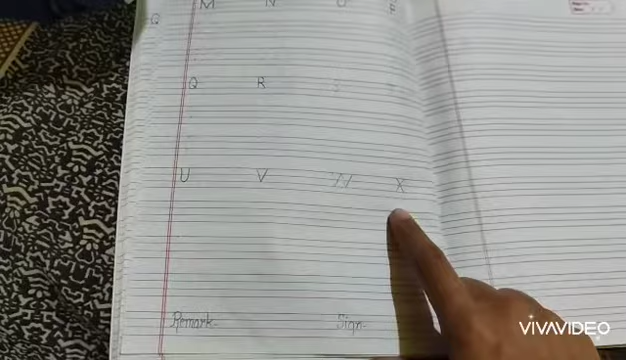 M N O P
Q
Q R S
U V W X
Remark- Sign-
VIVAVIDEO